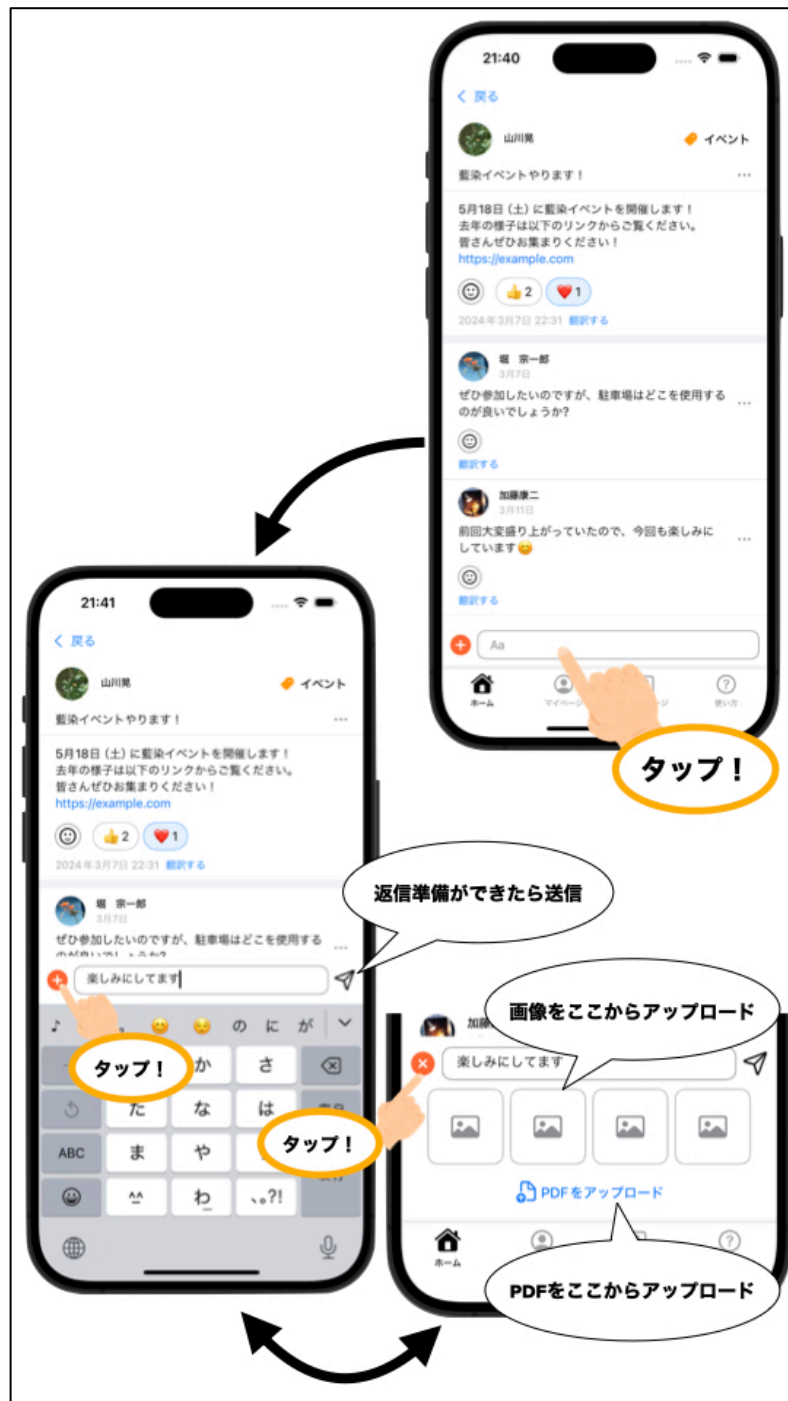 21:40
戻る
山川晃
イベント
藍染イベントやります！
5月18日（土）に藍染イベントを開催します！
去年の様子は以下のリンクからご覧ください。
皆さんぜひお集まりください！
https://example.com
👍2
❤️1
2024年3月7日 22:31 翻訳する
堀 宗一郎
3月7日
ぜひ参加したいのですが、駐車場はどこを使用する
のが良いでしょうか?
翻訳する
加藤康二
3月11日
前回大変盛り上がっていたので、今回も楽しみに
しています😊
翻訳する
Aa
ホーム
マイページ
ージ
使い方
タップ！
21:41
戻る
山川晃
イベント
藍染イベントやります！
5月18日（土）に藍染イベントを開催します！
去年の様子は以下のリンクからご覧ください。
皆さんぜひお集まりください！
https://example.com
👍2
❤️1
2024年3月7日 22:31 翻訳する
堀 宗一郎
3月7日
ぜひ参加したいのですが、駐車場はどこを使用する
のが良いでしょうか?
返信準備ができたら送信
楽しみにしてます
♪ 。 😊 😣 の に が
タップ！
か さ
た な は
ABC ま や
^^ わ 、。?!
タップ！
加藤
画像をここからアップロード
楽しみにしてます
PDFをアップロード
ホーム
PDFをここからアップロード